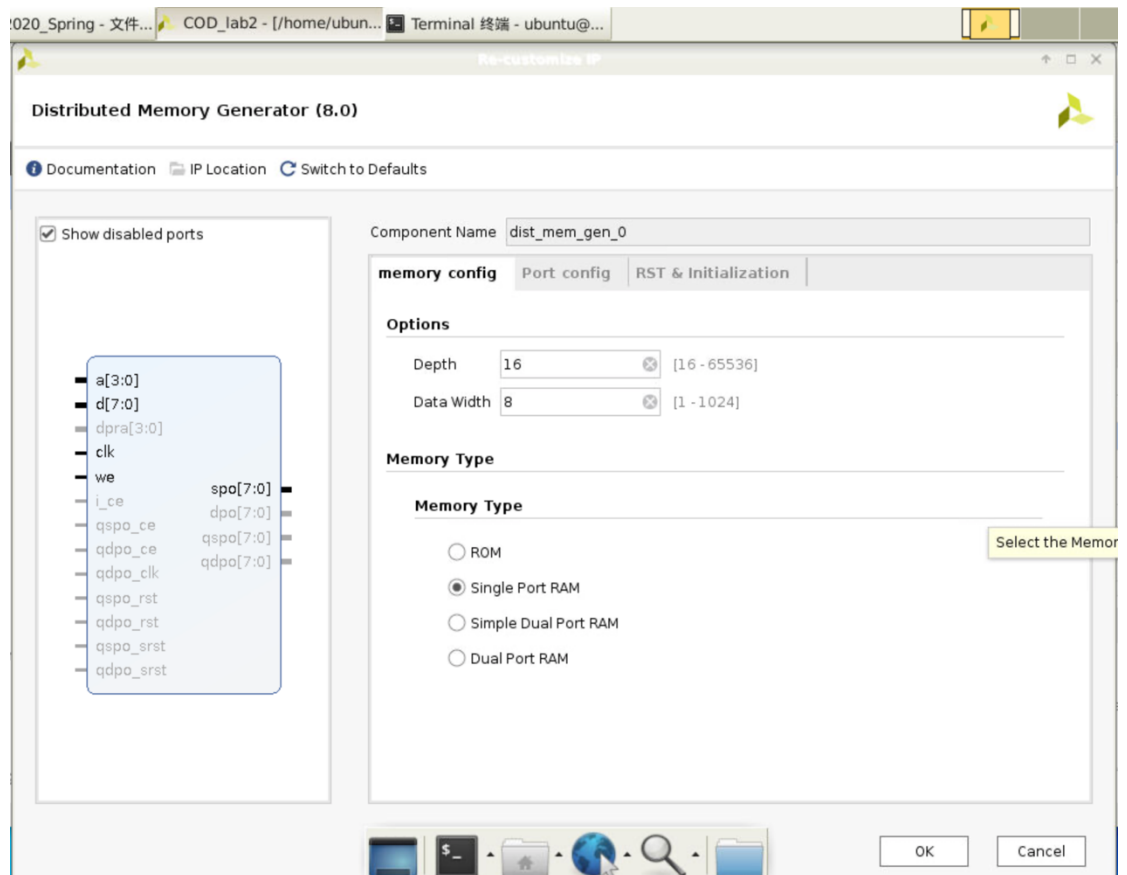 2020_Spring - 文件... COD_lab2 - [/home/ubun... Terminal 终端 - ubuntu@...
Re-customize IP
Distributed Memory Generator (8.0)
Documentation IP Location Switch to Defaults
Show disabled ports
Component Name dist_mem_gen_0
memory config Port config RST & Initialization
Options
Depth 16 [16 - 65536]
Data Width 8 [1 - 1024]
Memory Type
Memory Type
ROM
Single Port RAM
Simple Dual Port RAM
Dual Port RAM
a[3:0]
d[7:0]
dpra[3:0]
clk
we
i_ce
qspo_ce
qdpo_ce
qdpo_clk
qspo_rst
qdpo_rst
qspo_srst
qdpo_srst
spo[7:0]
dpo[7:0]
qspo[7:0]
qdpo[7:0]
Select the Memor
$_
OK Cancel